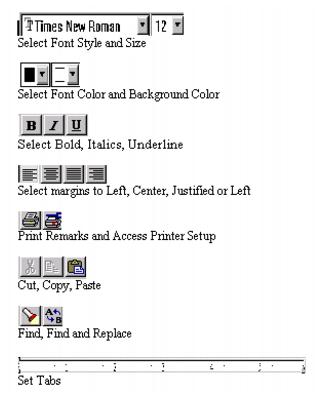 Times New Roman 12
Select Font Style and Size
Select Font Color and Background Color
B I U
Select Bold, Italics, Underline
Select margins to Left, Center, Justified or Left
Print Remarks and Access Printer Setup
Cut, Copy, Paste
A B
Find, Find and Replace
Set Tabs